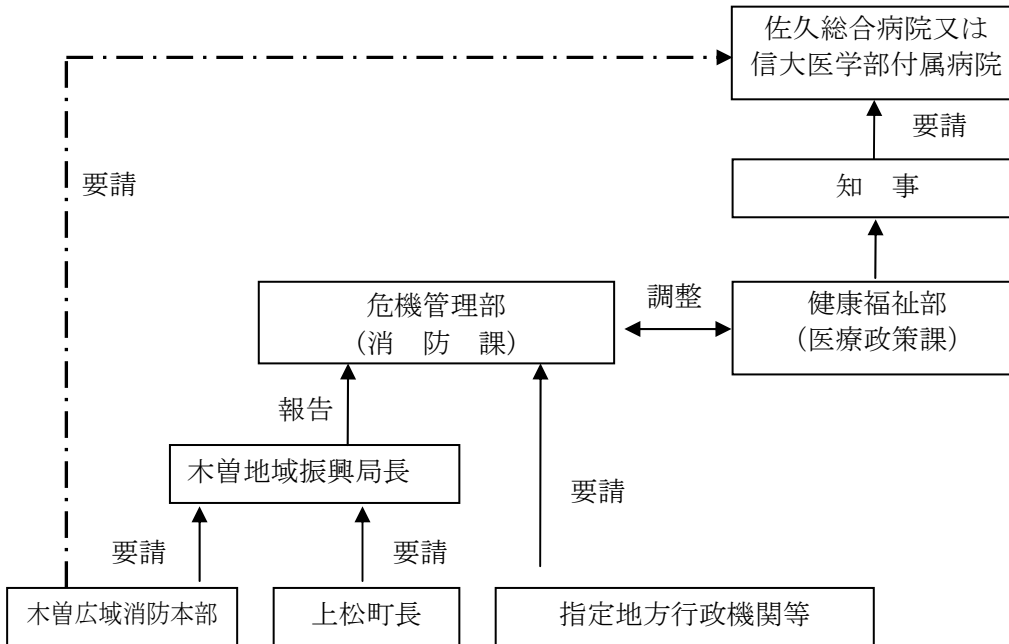 佐久総合病院又は
信大医学部付属病院
要請
知　事
要請
危機管理部
（消　防　課）
調整
健康福祉部
（医療政策課）
報告
木曽地域振興局長
要請
要請
要請
木曽広域消防本部
上松町長
指定地方行政機関等